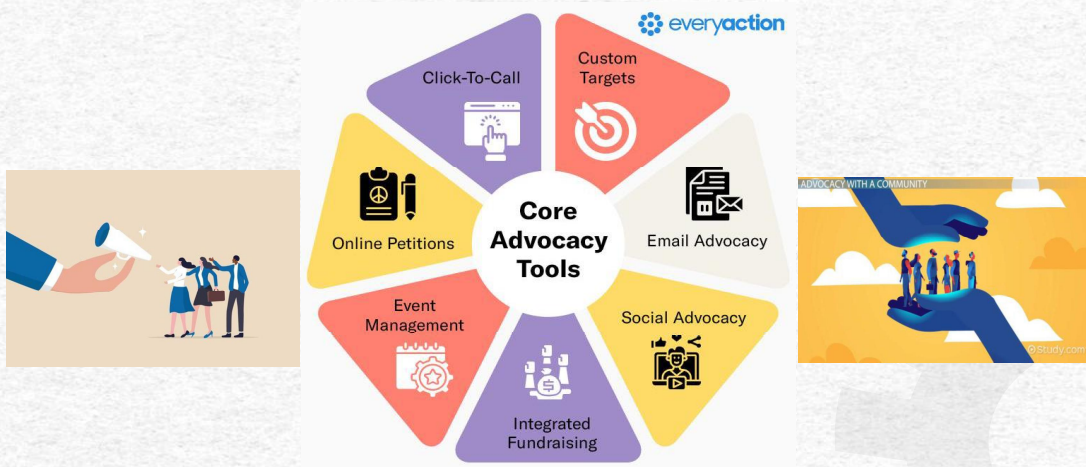 everyaction
Click-To-Call
Custom
Targets
Online Petitions
Core
Advocacy
Tools
Email Advocacy
Event
Management
Social Advocacy
Integrated
Fundraising
ADVOCACY WITH A COMMUNITY
Study.com